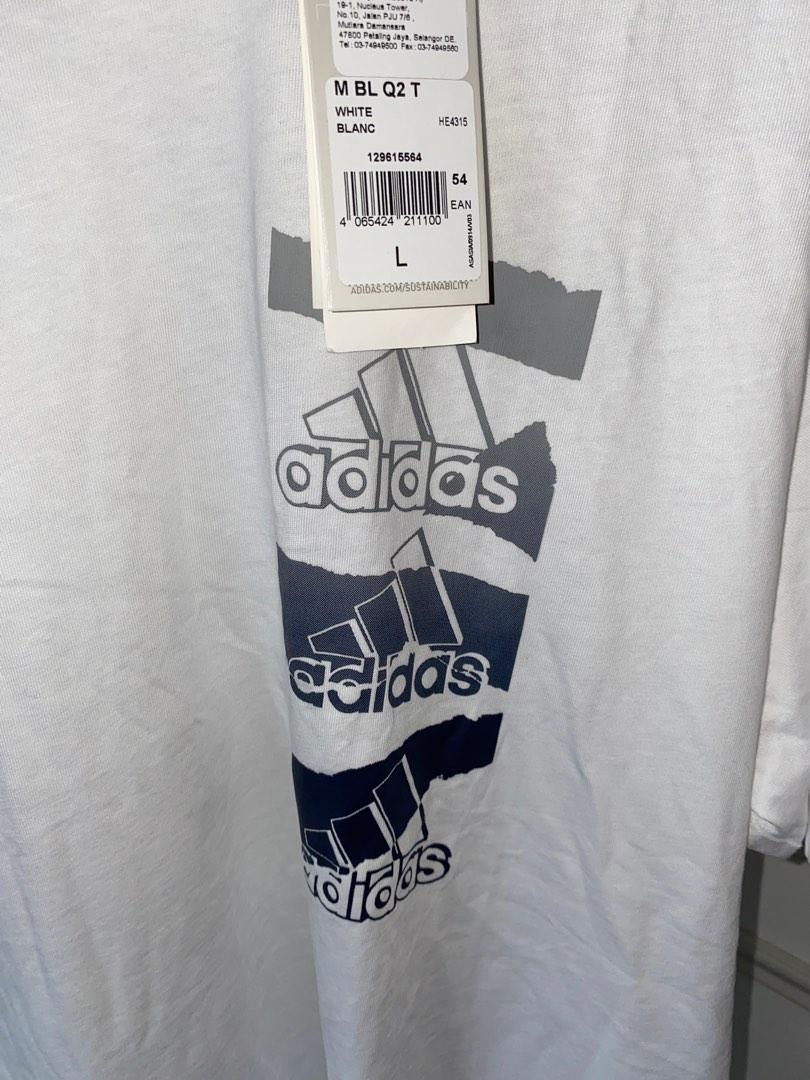 19-1, Nucleus Tower,
No.10, Jalan PJU 7/6,
Mutiara Damansara
47800 Petaling Jaya, Selangor DE.
Tel : 03-74949500 Fax : 03-74949560
M BL Q2 T
WHITE
BLANC
HE4315
129615564
54
EAN
4 065424 211100
L
ADIDAS.COM/SUSTAINABILITY
adidas
adidas
adidas